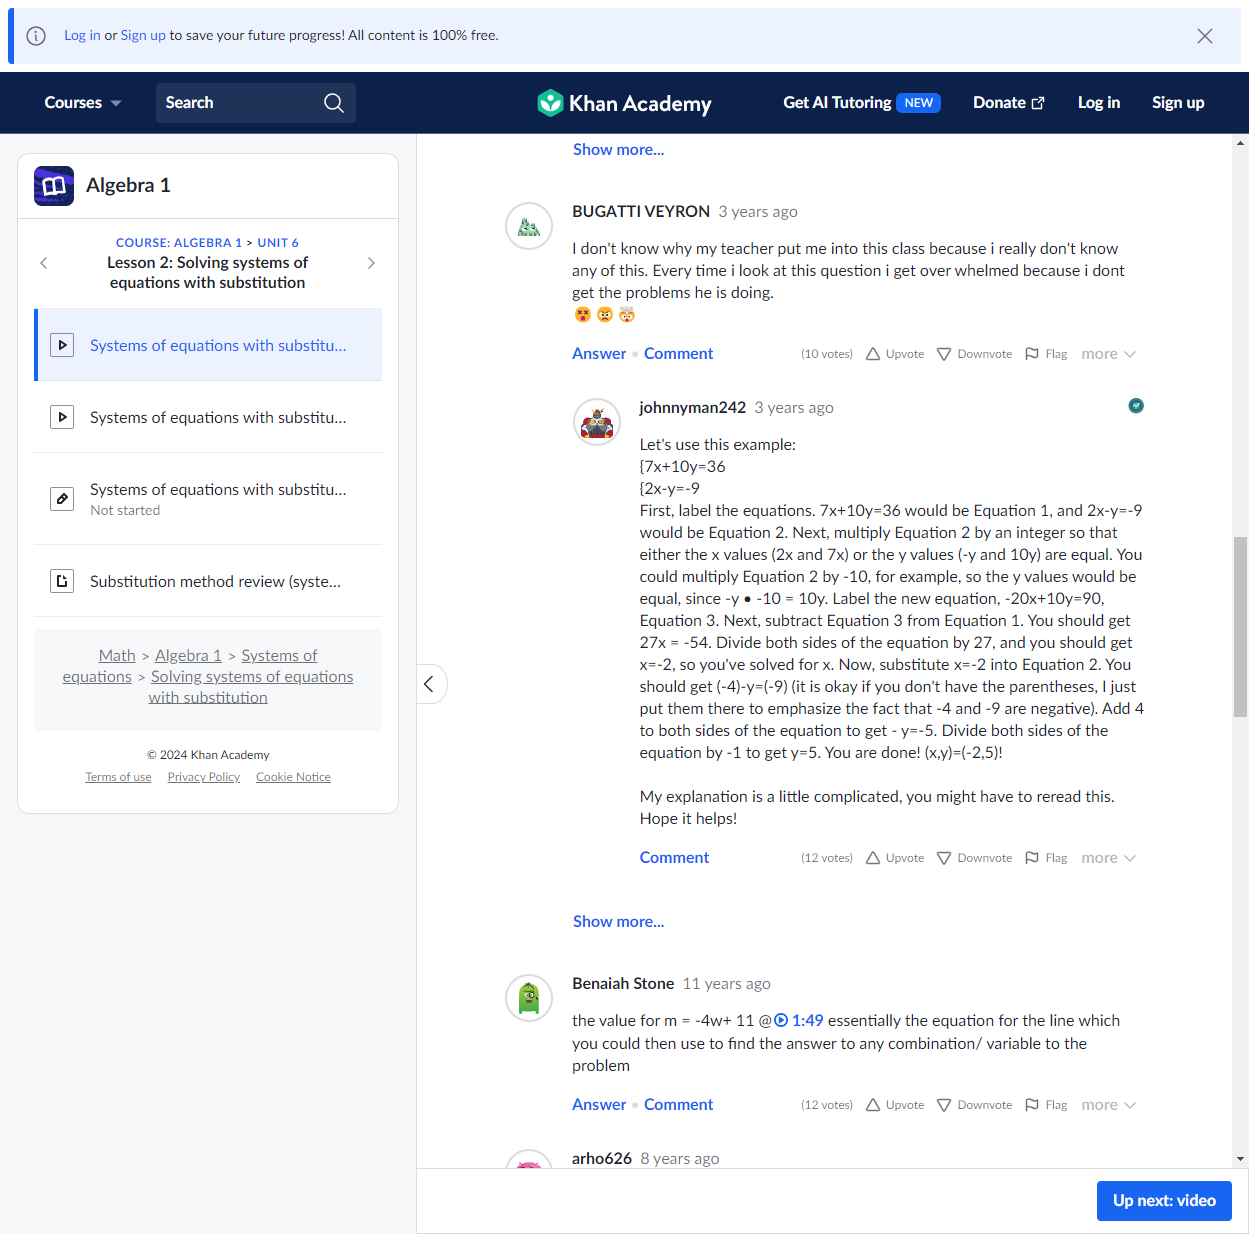 Log in or Sign up to save your future progress! All content is 100% free.
Courses
Search
Khan Academy
Get AI Tutoring NEW
Donate
Log in
Sign up
Algebra 1
COURSE: ALGEBRA 1 > UNIT 6
Lesson 2: Solving systems of
equations with substitution
Systems of equations with substitu...
Systems of equations with substitu...
Systems of equations with substitu...
Not started
Substitution method review (syste...
Math > Algebra 1 > Systems of
equations > Solving systems of equations
with substitution
© 2024 Khan Academy
Terms of use Privacy Policy Cookie Notice
Show more...
BUGATTI VEYRON 3 years ago
I don't know why my teacher put me into this class because i really don't know
any of this. Every time i look at this question i get over whelmed because i dont
get the problems he is doing.
😵😠🤯
Answer • Comment (10 votes) Upvote Downvote Flag more
johnnyman242 3 years ago
Let's use this example:
{7x+10y=36
{2x-y=-9
First, label the equations. 7x+10y=36 would be Equation 1, and 2x-y=-9
would be Equation 2. Next, multiply Equation 2 by an integer so that
either the x values (2x and 7x) or the y values (-y and 10y) are equal. You
could multiply Equation 2 by -10, for example, so the y values would be
equal, since -y • -10 = 10y. Label the new equation, -20x+10y=90,
Equation 3. Next, subtract Equation 3 from Equation 1. You should get
27x = -54. Divide both sides of the equation by 27, and you should get
x=-2, so you've solved for x. Now, substitute x=-2 into Equation 2. You
should get (-4)-y=(-9) (it is okay if you don't have the parentheses, I just
put them there to emphasize the fact that -4 and -9 are negative). Add 4
to both sides of the equation to get - y=-5. Divide both sides of the
equation by -1 to get y=5. You are done! (x,y)=(-2,5)!
My explanation is a little complicated, you might have to reread this.
Hope it helps!
Comment (12 votes) Upvote Downvote Flag more
Show more...
Benaiah Stone 11 years ago
the value for m = -4w+ 11 @ 1:49 essentially the equation for the line which
you could then use to find the answer to any combination/ variable to the
problem
Answer • Comment (12 votes) Upvote Downvote Flag more
arho626 8 years ago
Up next: video